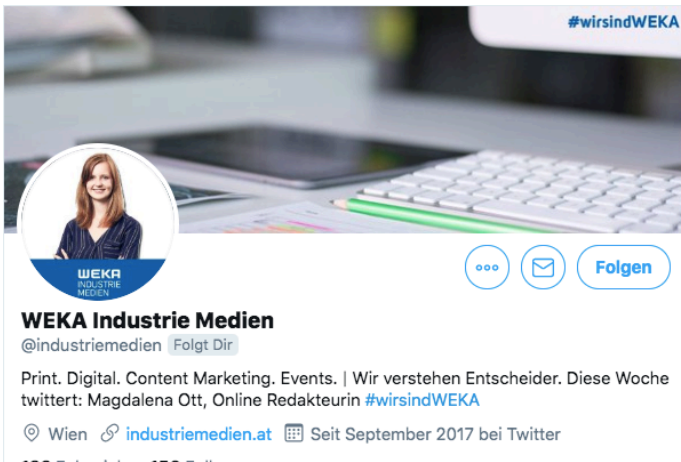 #wirsindWEKA
WEKA
INDUSTRIE
MEDIEN
Folgen
WEKA Industrie Medien
@industriemedien Folgt Dir
Print. Digital. Content Marketing. Events. | Wir verstehen Entscheider. Diese Woche
twittert: Magdalena Ott, Online Redakteurin #wirsindWEKA
Wien industriemedien.at Seit September 2017 bei Twitter